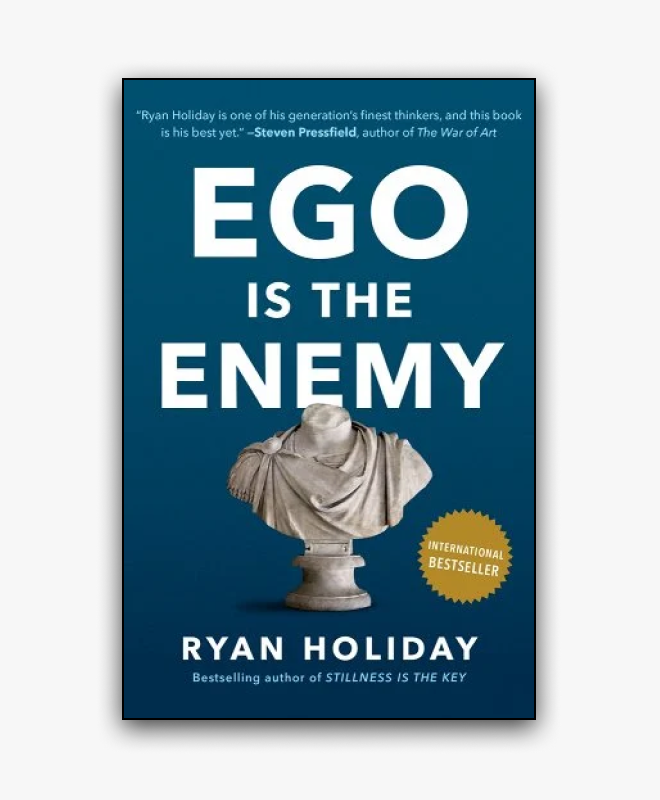 “Ryan Holiday is one of his generation’s finest thinkers, and this book
is his best yet.” —Steven Pressfield, author of The War of Art
EGO
IS THE
ENEMY
INTERNATIONAL
BESTSELLER
RYAN HOLIDAY
Bestselling author of STILLNESS IS THE KEY